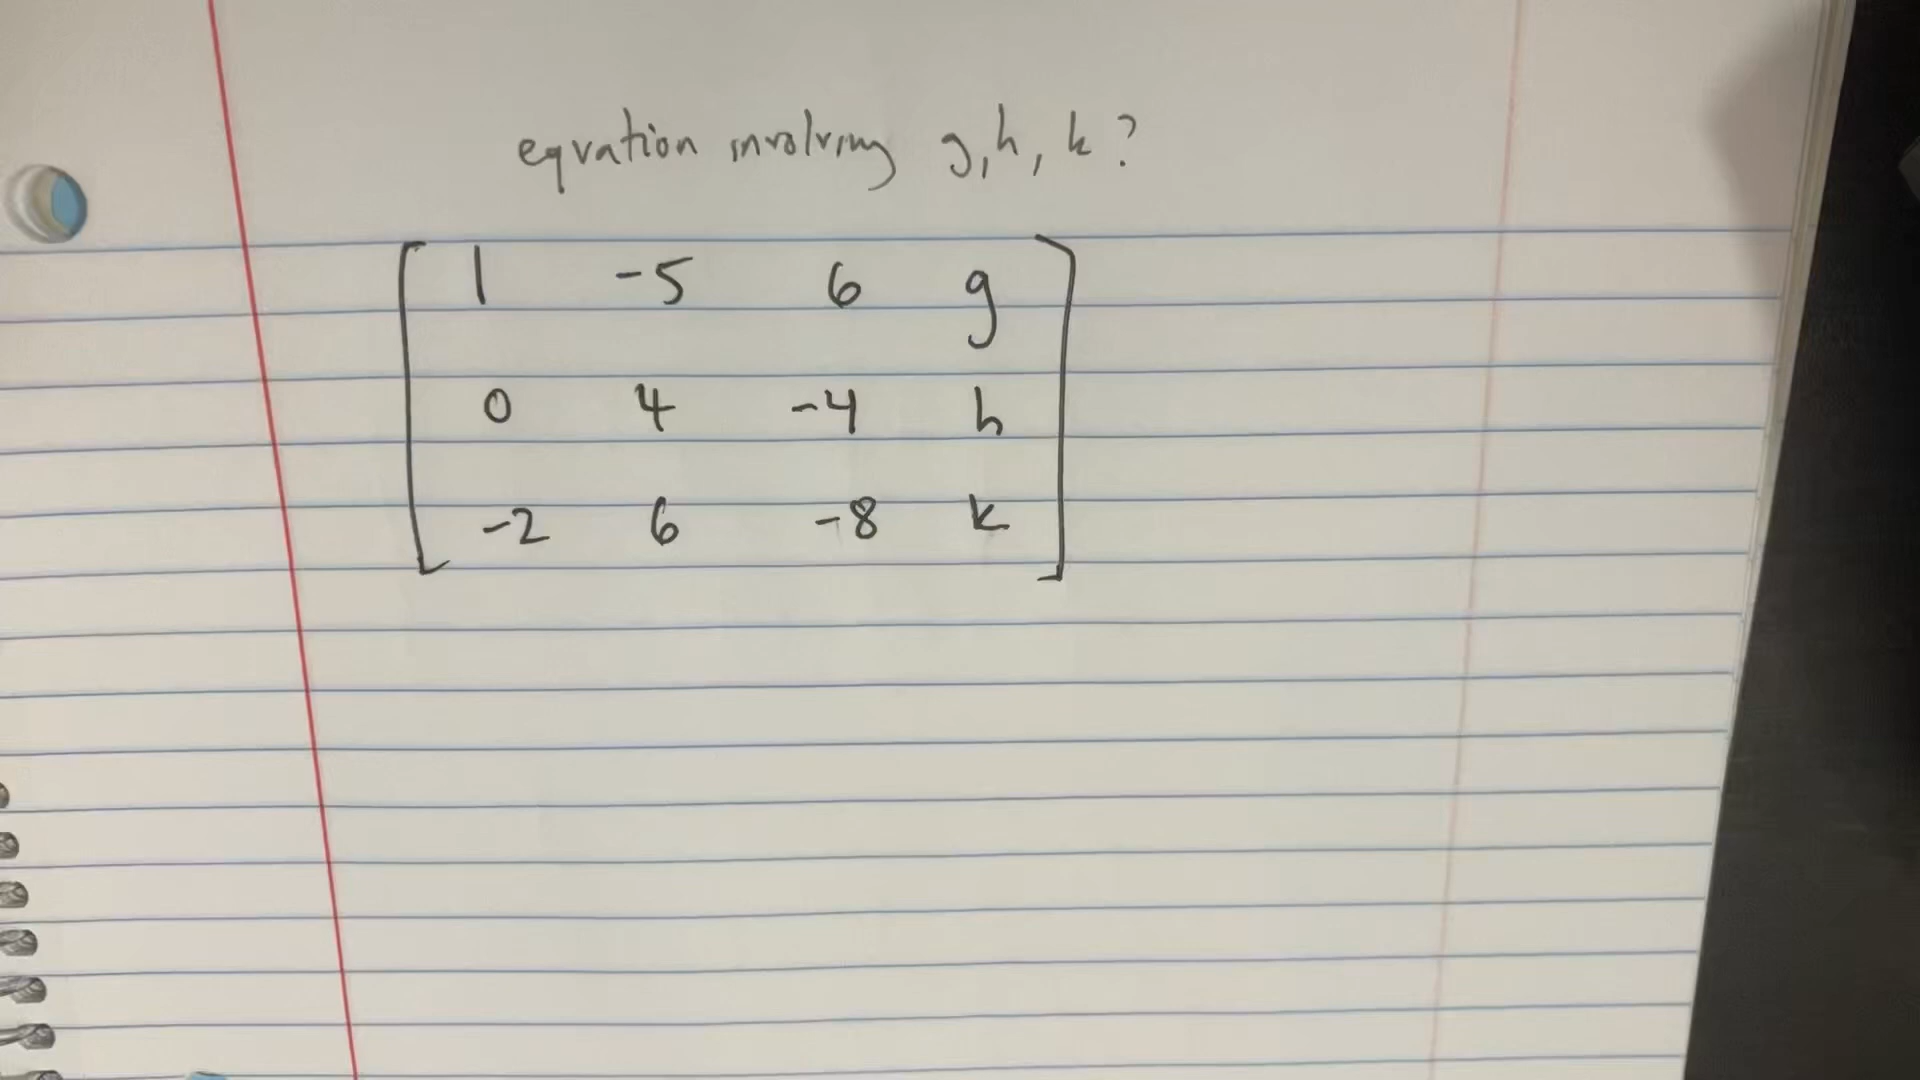 equation involving g, h, k?
1 -5 6 g
0 4 -4 h
-2 6 -8 k